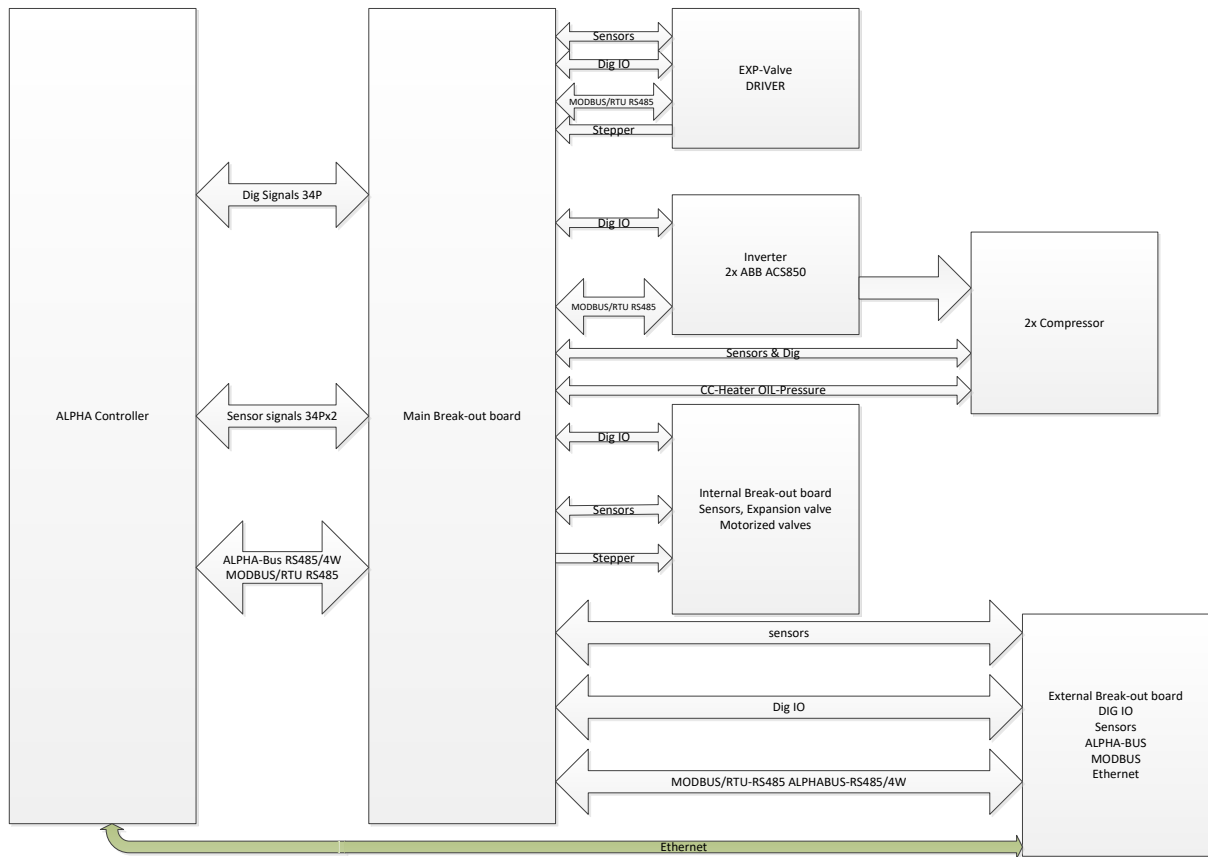 Sensors
Dig IO
MODBUS/RTU RS485
Stepper
EXP-Valve
DRIVER
Dig Signals 34P
Dig IO
MODBUS/RTU RS485
Inverter
2x ABB ACS850
2x Compressor
Sensors & Dig
CC-Heater OIL-Pressure
ALPHA Controller
Sensor signals 34Px2
Main Break-out board
Dig IO
Sensors
Stepper
Internal Break-out board
Sensors, Expansion valve
Motorized valves
ALPHA-Bus RS485/4W
MODBUS/RTU RS485
sensors
Dig IO
MODBUS/RTU-RS485 ALPHABUS-RS485/4W
External Break-out board
DIG IO
Sensors
ALPHA-BUS
MODBUS
Ethernet
Ethernet